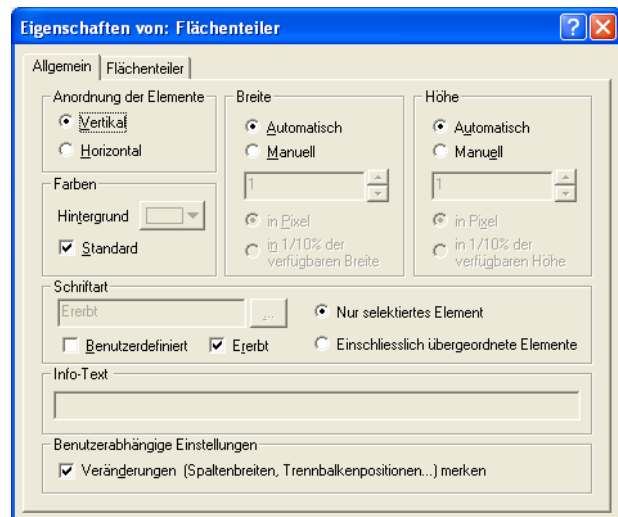 Eigenschaften von: Flächenteiler
Allgemein
Flächenteiler
Anordnung der Elemente
Vertikal
Horizontal
Breite
Automatisch
Manuell
1
in Pixel
in 1/10% der
verfügbaren Breite
Höhe
Automatisch
Manuell
1
in Pixel
in 1/10% der
verfügbaren Höhe
Farben
Hintergrund
Standard
Schriftart
Ererbt
...
Benutzerdefiniert
Ererbt
Nur selektiertes Element
Einschliesslich übergeordnete Elemente
Info-Text
Benutzerabhängige Einstellungen
Veränderungen (Spaltenbreiten, Trennbalkenpositionen...) merken